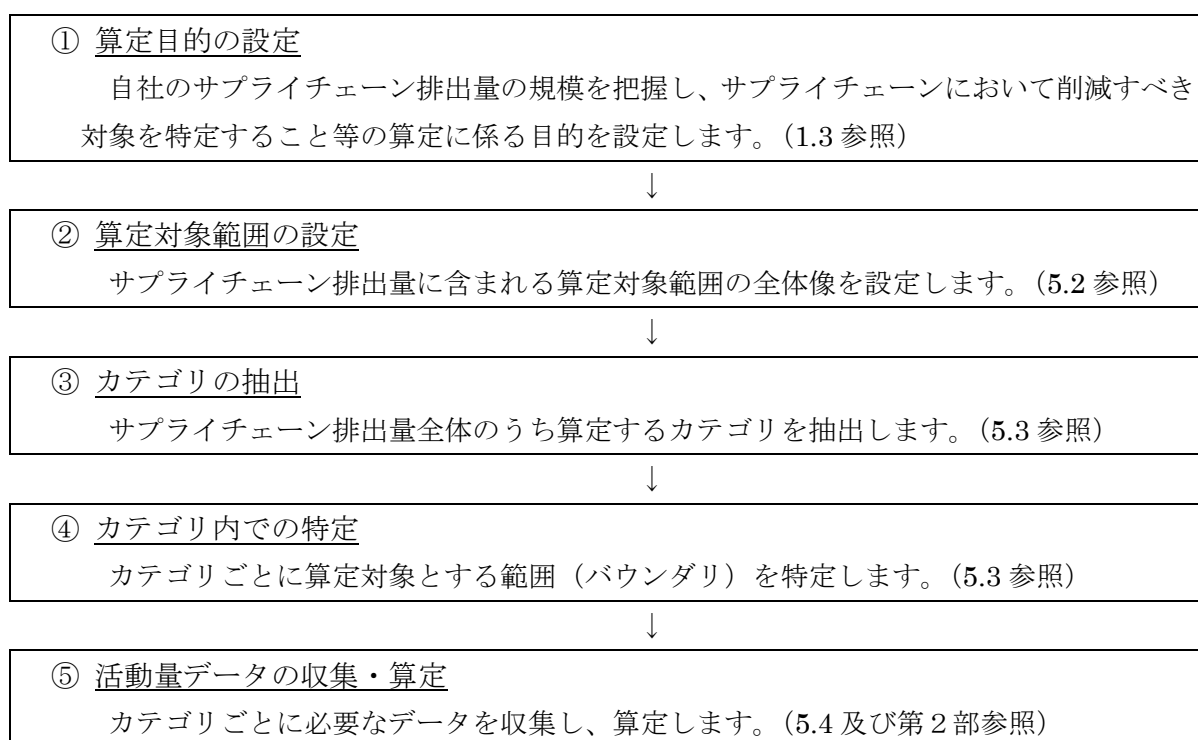 ① 算定目的の設定
自社のサプライチェーン排出量の規模を把握し、サプライチェーンにおいて削減すべき
対象を特定すること等の算定に係る目的を設定します。（1.3 参照）
↓
② 算定対象範囲の設定
サプライチェーン排出量に含まれる算定対象範囲の全体像を設定します。（5.2 参照）
↓
③ カテゴリの抽出
サプライチェーン排出量全体のうち算定するカテゴリを抽出します。（5.3 参照）
↓
④ カテゴリ内での特定
カテゴリごとに算定対象とする範囲（バウンダリ）を特定します。（5.3 参照）
↓
⑤ 活動量データの収集・算定
カテゴリごとに必要なデータを収集し、算定します。（5.4 及び第２部参照）